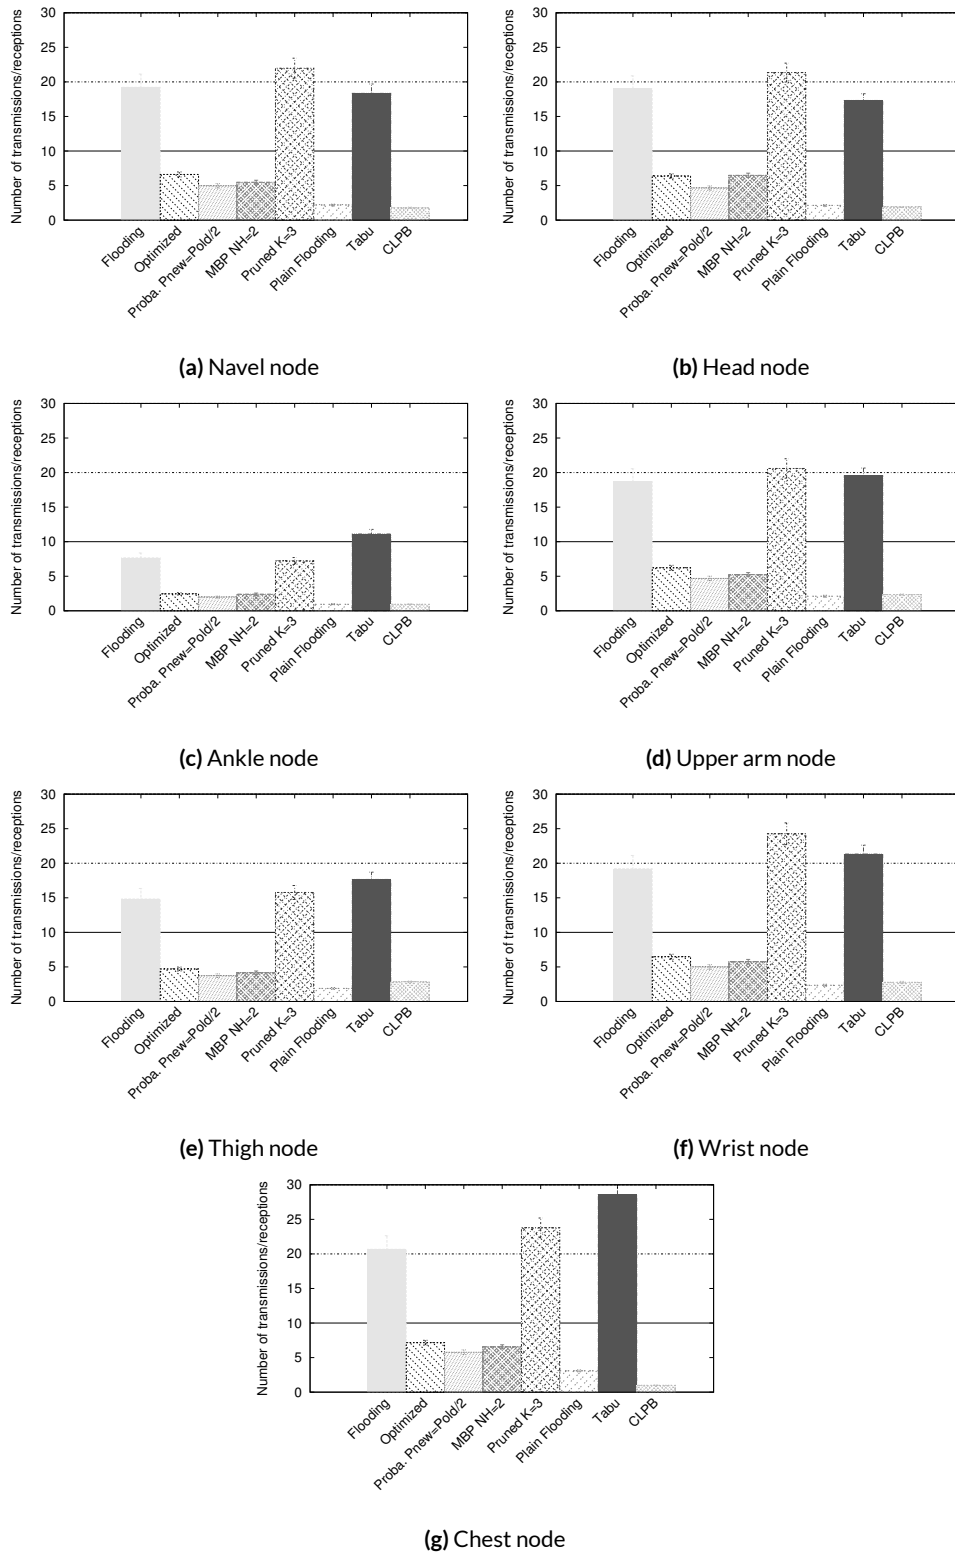 Number of transmissions/receptions
30
25
20
15
10
5
0
Flooding
Optimized
Proba. Pnew=Pold/2
MBP NH=2
Pruned K=3
Plain Flooding
Tabu
CLPB
(a) Navel node
Number of transmissions/receptions
30
25
20
15
10
5
0
Flooding
Optimized
Proba. Pnew=Pold/2
MBP NH=2
Pruned K=3
Plain Flooding
Tabu
CLPB
(b) Head node
Number of transmissions/receptions
30
25
20
15
10
5
0
Flooding
Optimized
Proba. Pnew=Pold/2
MBP NH=2
Pruned K=3
Plain Flooding
Tabu
CLPB
(c) Ankle node
Number of transmissions/receptions
30
25
20
15
10
5
0
Flooding
Optimized
Proba. Pnew=Pold/2
MBP NH=2
Pruned K=3
Plain Flooding
Tabu
CLPB
(d) Upper arm node
Number of transmissions/receptions
30
25
20
15
10
5
0
Flooding
Optimized
Proba. Pnew=Pold/2
MBP NH=2
Pruned K=3
Plain Flooding
Tabu
CLPB
(e) Thigh node
Number of transmissions/receptions
30
25
20
15
10
5
0
Flooding
Optimized
Proba. Pnew=Pold/2
MBP NH=2
Pruned K=3
Plain Flooding
Tabu
CLPB
(f) Wrist node
Number of transmissions/receptions
30
25
20
15
10
5
0
Flooding
Optimized
Proba. Pnew=Pold/2
MBP NH=2
Pruned K=3
Plain Flooding
Tabu
CLPB
(g) Chest node